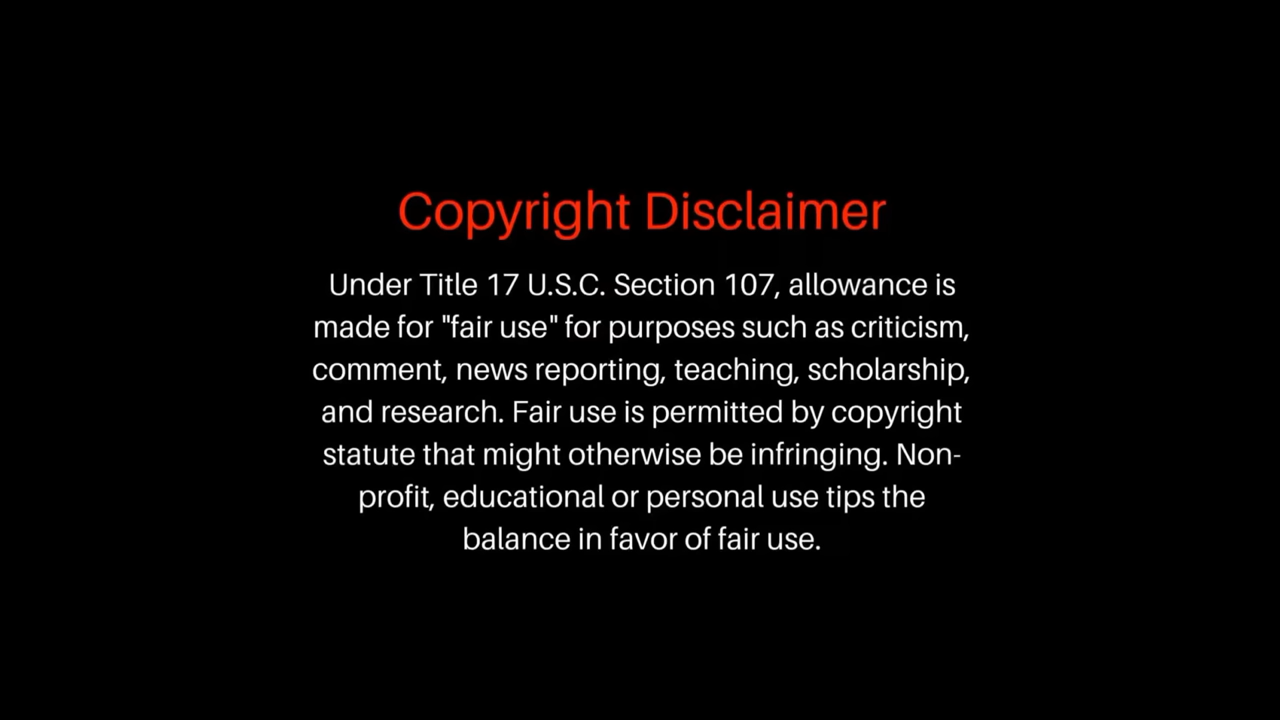 Copyright Disclaimer
Under Title 17 U.S.C. Section 107, allowance is
made for "fair use" for purposes such as criticism,
comment, news reporting, teaching, scholarship,
and research. Fair use is permitted by copyright
statute that might otherwise be infringing. Non-
profit, educational or personal use tips the
balance in favor of fair use.